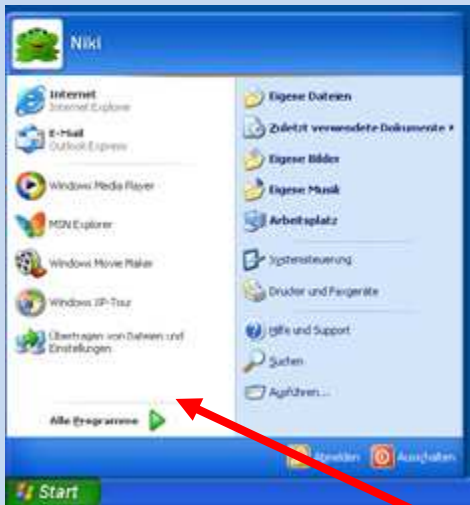 Niki
Internet
Internet Explorer
E-Mail
Outlook Express
Windows Media Player
MSN Explorer
Windows Movie Maker
Windows XP-Tour
Übertragen von Dateien und
Einstellungen
Alle Programme
Eigene Dateien
Zuletzt verwendete Dokumente
Eigene Bilder
Eigene Musik
Arbeitsplatz
Systemsteuerung
Drucker und Faxgeräte
Hilfe und Support
Suchen
Ausführen...
Abmelden
Ausschalten
Start